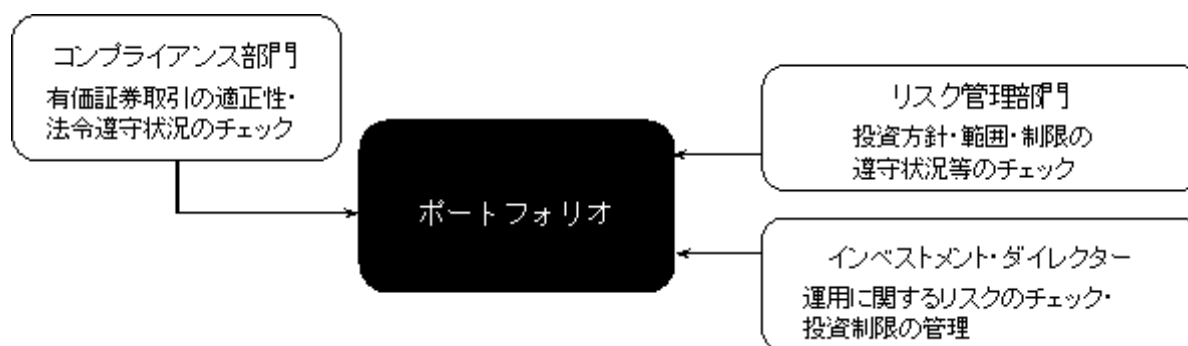 コンプライアンス部門
有価証券取引の適正性・
法令遵守状況のチェック
リスク管理部門
投資方針・範囲・制限の
遵守状況等のチェック
ポートフォリオ
インベストメント・ダイレクター
運用に関するリスクのチェック・
投資制限の管理